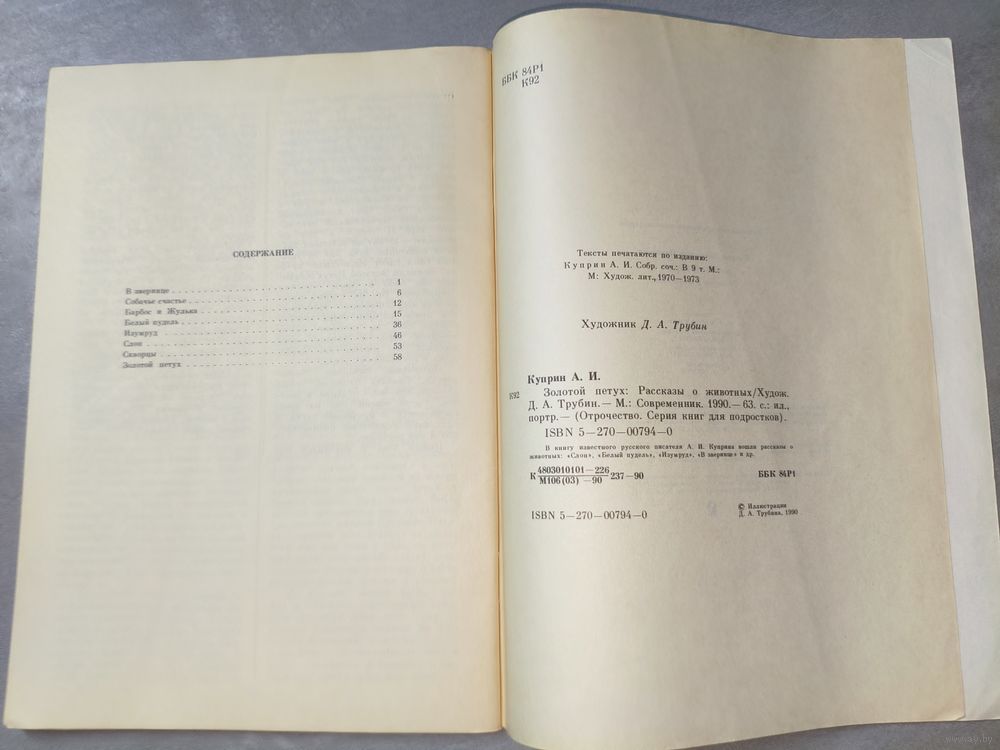 СОДЕРЖАНИЕ
В зверинце 1
Собачье счастье 6
Барбос и Жулька 12
Белый пудель 15
Изумруд 36
Слон 46
Скворцы 53
Золотой петух 58
ББК 84Р1
К92
Тексты печатаются по изданию:
Куприн А. И. Собр. соч.: В 9 т. М.:
М: Худож. лит., 1970—1973
Художник Д. А. Трубин
Куприн А. И.
К92 Золотой петух: Рассказы о животных/Худож.
Д. А. Трубин.— М.: Современник. 1990.— 63. с.: ил.,
портр.— (Отрочество. Серия книг для подростков).
ISBN 5—270—00794—0
В книгу известного русского писателя А. И. Куприна вошли рассказы о
животных: «Слон», «Белый пудель», «Изумруд», «В зверинце» и др.
К 4803010101—226
М106(03) —90 237—90 ББК 84Р1
ISBN 5—270—00794—0
© Иллюстрации
Д. А. Трубина, 1990